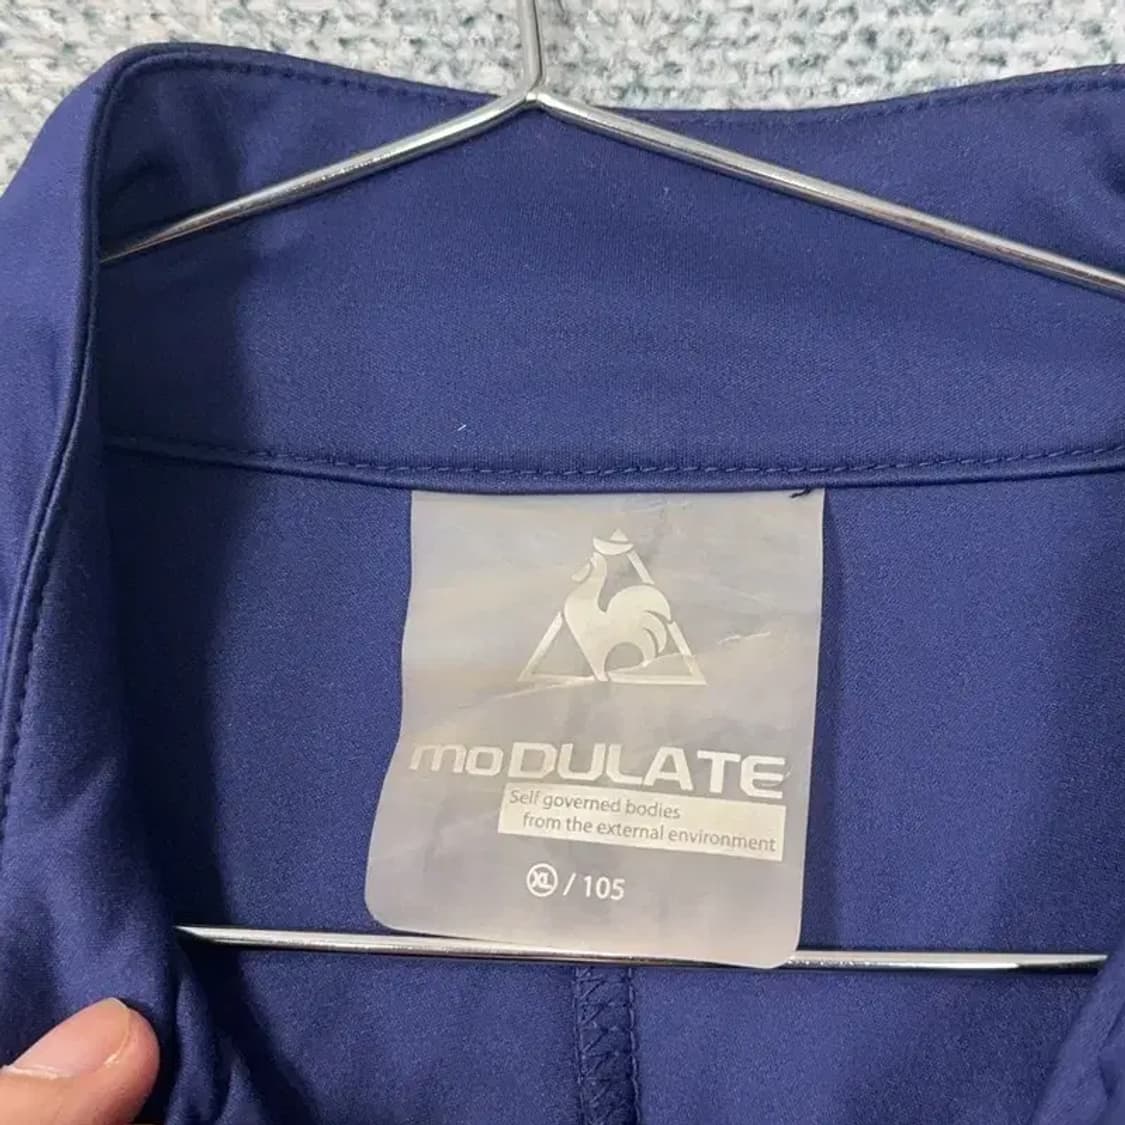 moDULATE
Self governed bodies
from the external environment
XL / 105